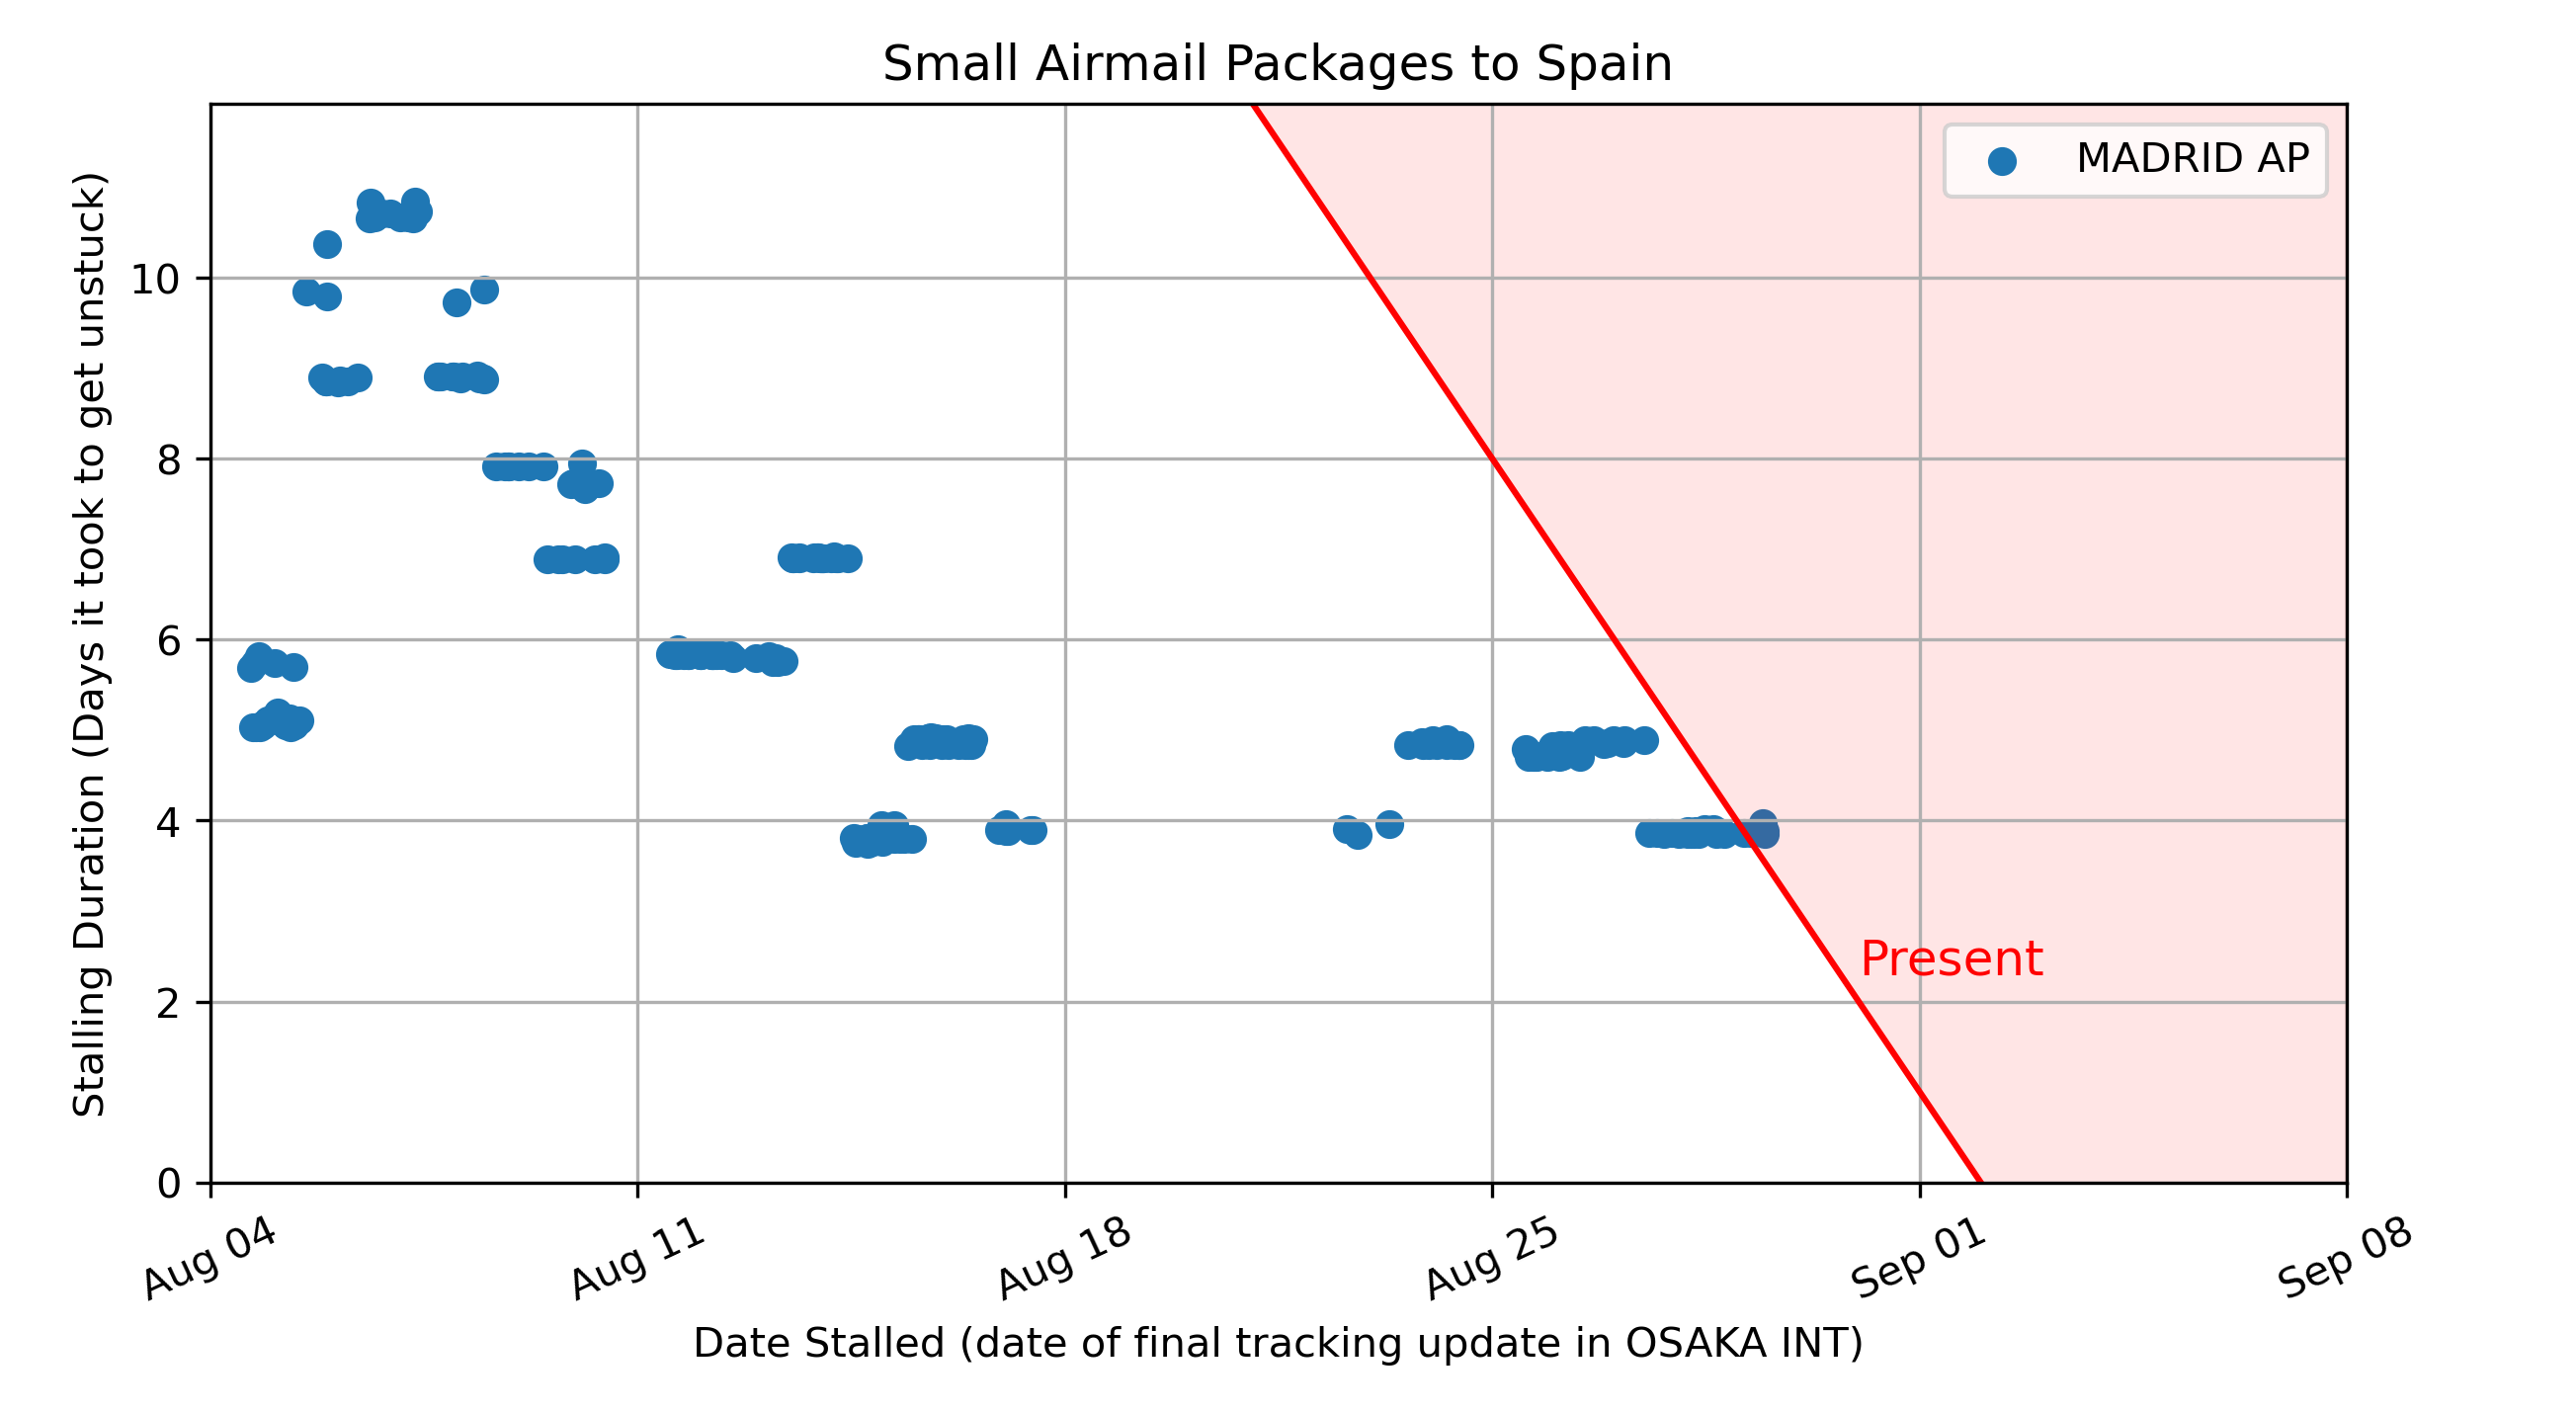 Small Airmail Packages to Spain
MADRID AP
Stalling Duration (Days it took to get unstuck)
10
8
6
4
2
0
Present
Aug 04
Aug 11
Aug 18
Aug 25
Sep 01
Sep 08
Date Stalled (date of final tracking update in OSAKA INT)